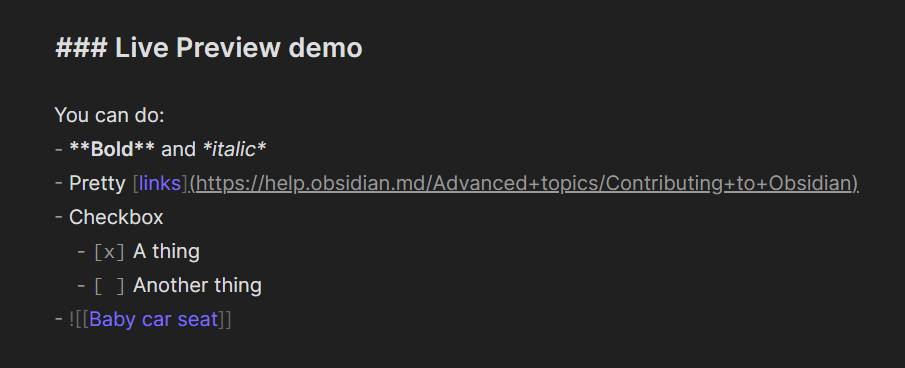 ### Live Preview demo
You can do:
- **Bold** and *italic*
- Pretty [links](https://help.obsidian.md/Advanced+topics/Contributing+to+Obsidian)
- Checkbox
- [x] A thing
- [ ] Another thing
- ![[Baby car seat]]